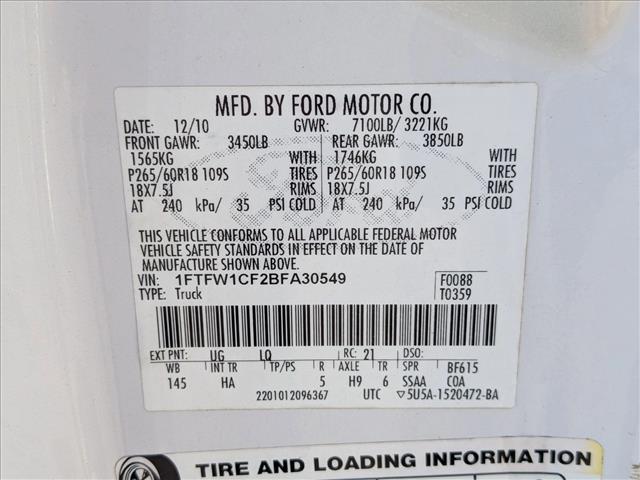 MFD. BY FORD MOTOR CO.
DATE: 12/10 GVWR: 7100LB/ 3221KG
FRONT GAWR: 3450LB REAR GAWR: 3850LB
1565KG WITH 1746KG WITH
P265/60R18 109S TIRES P265/60R18 109S TIRES
18X7.5J RIMS 18X7.5J RIMS
AT 240 kPa/ 35 PSI COLD AT 240 kPa/ 35 PSI COLD
THIS VEHICLE CONFORMS TO ALL APPLICABLE FEDERAL MOTOR
VEHICLE SAFETY STANDARDS IN EFFECT ON THE DATE OF
MANUFACTURE SHOWN ABOVE.
VIN: 1FTFW1CF2BFA30549 F0088
TYPE: Truck T0359
EXT PNT: UG LQ RC: 21 DSO:
WB INT TR TP/PS R AXLE TR SPR BF615
145 HA 5 H9 6 SSAA COA
2201012096367 UTC ▽5U5A-1520472-BA
TIRE AND LOADING INFORMATION